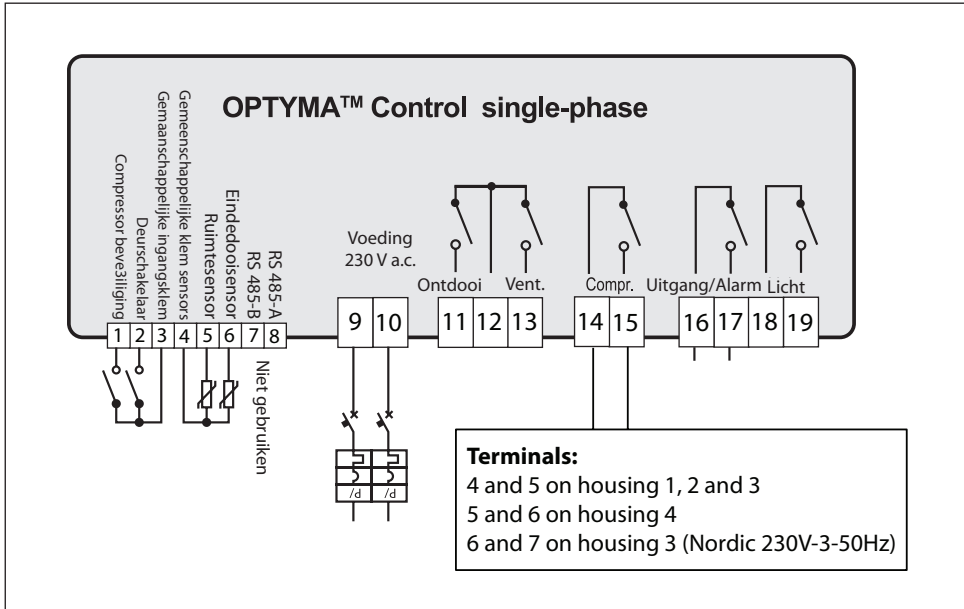 OPTYMA™ Control single-phase
Compressor beve3iliging
Deurschakelaar
Gemaanschappelijke ingangsklem
Gemeenschappelijke klem sensors
Ruimtesensor
Eindedooisensor
RS 485-B
RS 485-A
Voeding
230 V a.c.
Ontdooi
Vent.
Compr.
Uitgang/Alarm
Licht
1 2 3 4 5 6 7 8
9 10
11 12 13
14 15
16 17 18 19
Niet gebruiken
P/ P/
Terminals:
4 and 5 on housing 1, 2 and 3
5 and 6 on housing 4
6 and 7 on housing 3 (Nordic 230V-3-50Hz)